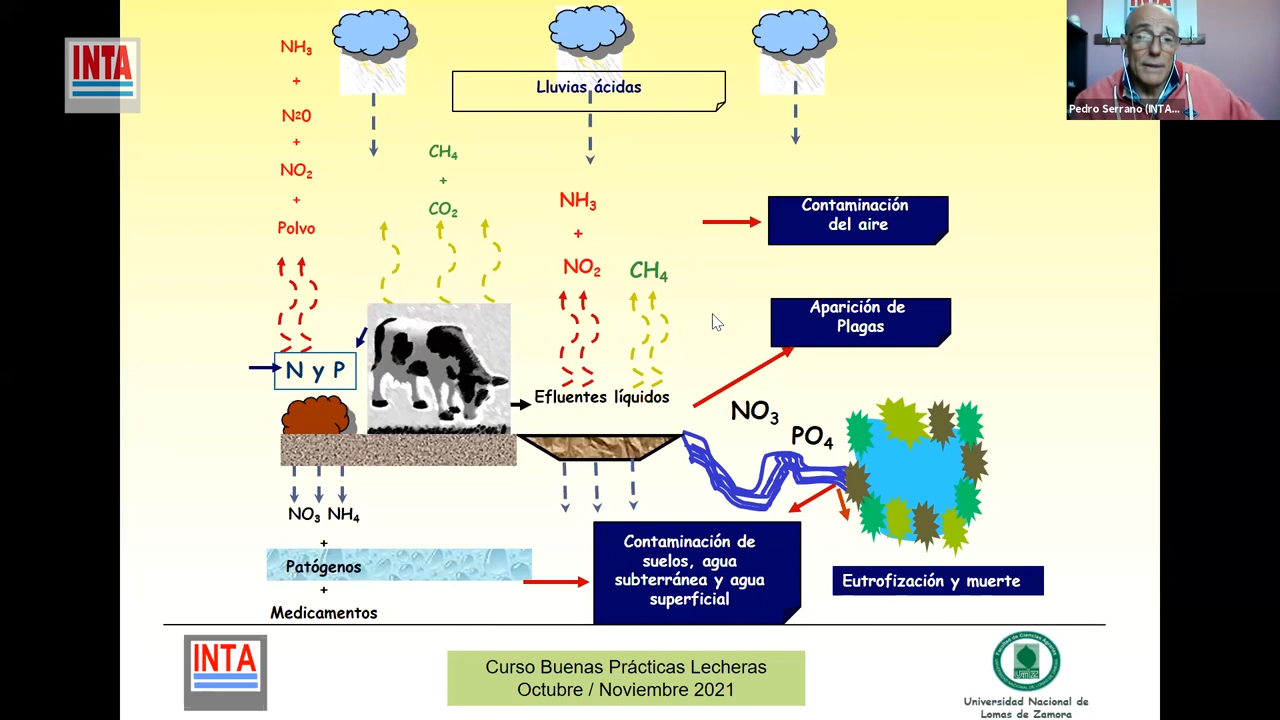 INTA
NH3
+
N20
+
NO2
+
Polvo
CH4
+
CO2
Lluvias ácidas
NH3
+
NO2
CH4
Contaminación
del aire
Aparición de
Plagas
N y P
Efluentes líquidos
NO3
PO4
NO3 NH4
+
Patógenos
+
Medicamentos
Contaminación de
suelos, agua
subterránea y agua
superficial
Eutrofización y muerte
INTA
Curso Buenas Prácticas Lecheras
Octubre / Noviembre 2021
Universidad Nacional de
Lomas de Zamora
Pedro Serrano (INTA...